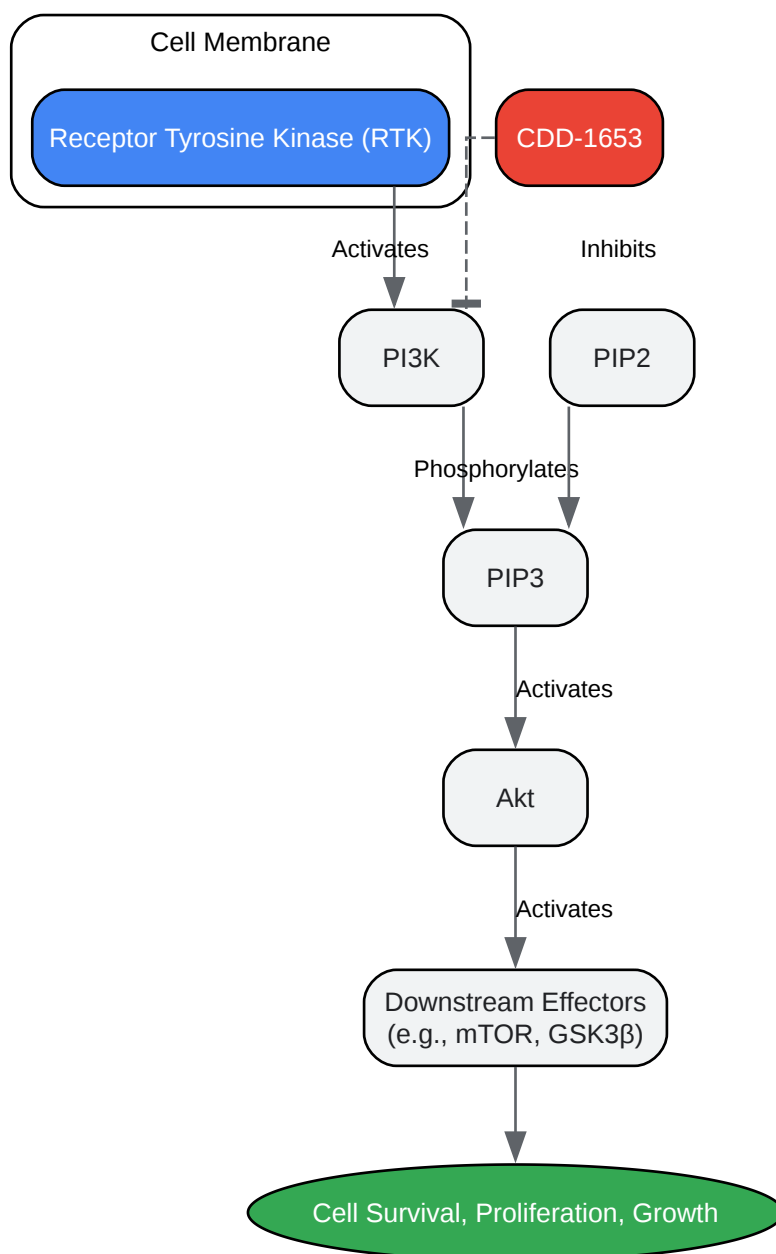 Cell Membrane
Receptor Tyrosine Kinase (RTK)
CDD-1653
Activates
Inhibits
PI3K
PIP2
Phosphorylates
PIP3
Activates
Akt
Activates
Downstream Effectors
(e.g., mTOR, GSK3β)
Cell Survival, Proliferation, Growth